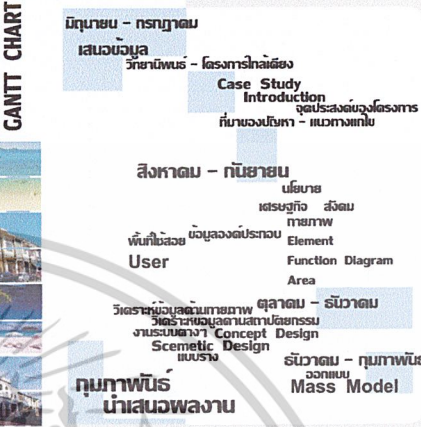 GANTT CHART
มิถุนายน - กรกฎาคม
เสนอข้อมูล
วิทยานิพนธ์ - โครงการใกล้เคียง
Case Study
Introduction
จุดประสงค์ของโครงการ
ที่มาของปัญหา - แนวทางแก้ไข
สิงหาคม - กันยายน
นโยบาย
เศรษฐกิจ สังคม
กายภาพ
พื้นที่ใช้สอย ข้อมูลองค์ประกอบ Element
User Function Diagram
Area
วิเคราะห์ข้อมูลด้านกายภาพ ตุลาคม - ธันวาคม
วิเคราะห์ข้อมูลด้านสถาปัตยกรรม
งานระบบต่างๆ Concept Design
Scemetic Design
แบบร่าง
ธันวาคม - กุมภาพันธ์
ออกแบบ
Mass Model
กุมภาพันธ์
นำเสนอผลงาน